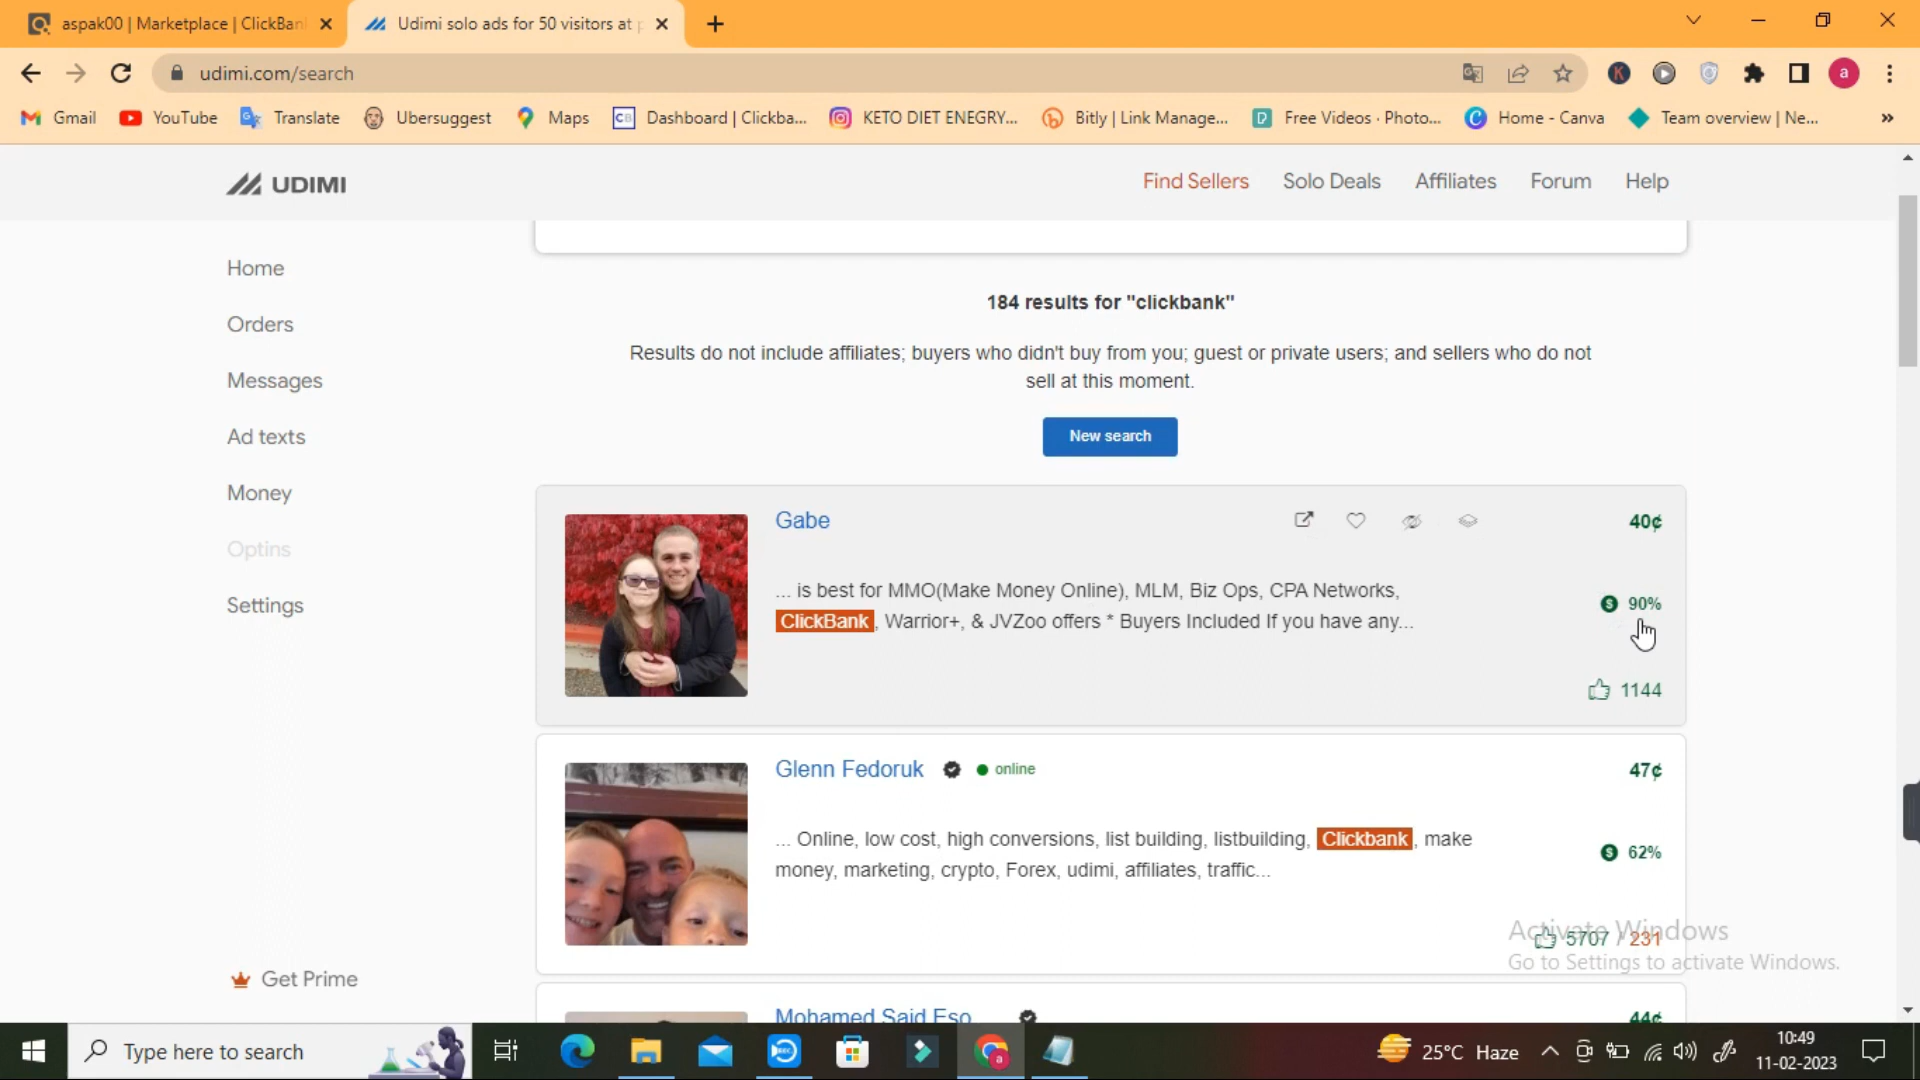 aspak00 | Marketplace | ClickBan
Udimi solo ads for 50 visitors at p
udimi.com/search
Gmail
YouTube
Translate
Ubersuggest
Maps
Dashboard | Clickba...
KETO DIET ENEGRY...
Bitly | Link Manage...
Free Videos · Photo...
Home - Canva
Team overview | Ne...
UDIMI
Find Sellers
Solo Deals
Affiliates
Forum
Help
Home
Orders
Messages
Ad texts
Money
Optins
Settings
Get Prime
184 results for "clickbank"
Results do not include affiliates; buyers who didn't buy from you; guest or private users; and sellers who do not
sell at this moment.
New search
Gabe
40¢
... is best for MMO(Make Money Online), MLM, Biz Ops, CPA Networks,
ClickBank, Warrior+, & JVZoo offers * Buyers Included If you have any...
90%
1144
Glenn Fedoruk
online
47¢
... Online, low cost, high conversions, list building, listbuilding, Clickbank, make
money, marketing, crypto, Forex, udimi, affiliates, traffic...
62%
5707 / 231
Activate Windows
Go to Settings to activate Windows.
Mohamed Said Eso
44¢
Type here to search
25°C Haze
10:49
11-02-2023